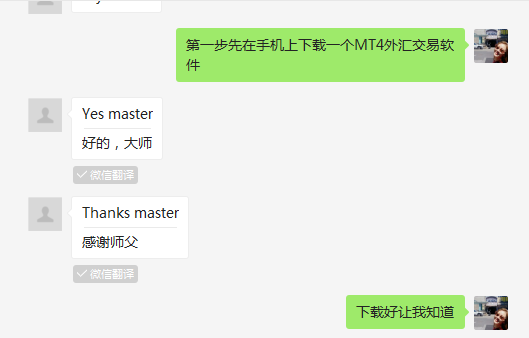 第一步先在手机上下载一个MT4外汇交易软
件
Yes master
好的，大师
微信翻译
Thanks master
感谢师父
微信翻译
下载好让我知道